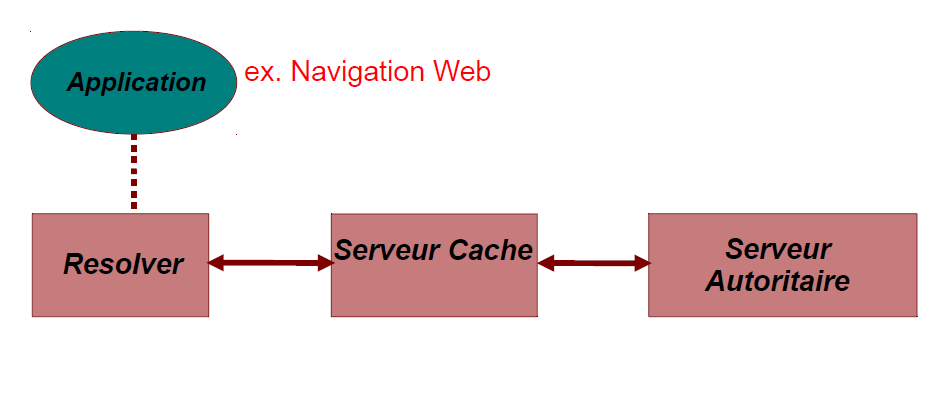 Application
ex. Navigation Web
Resolver
Serveur Cache
Serveur
Autoritaire